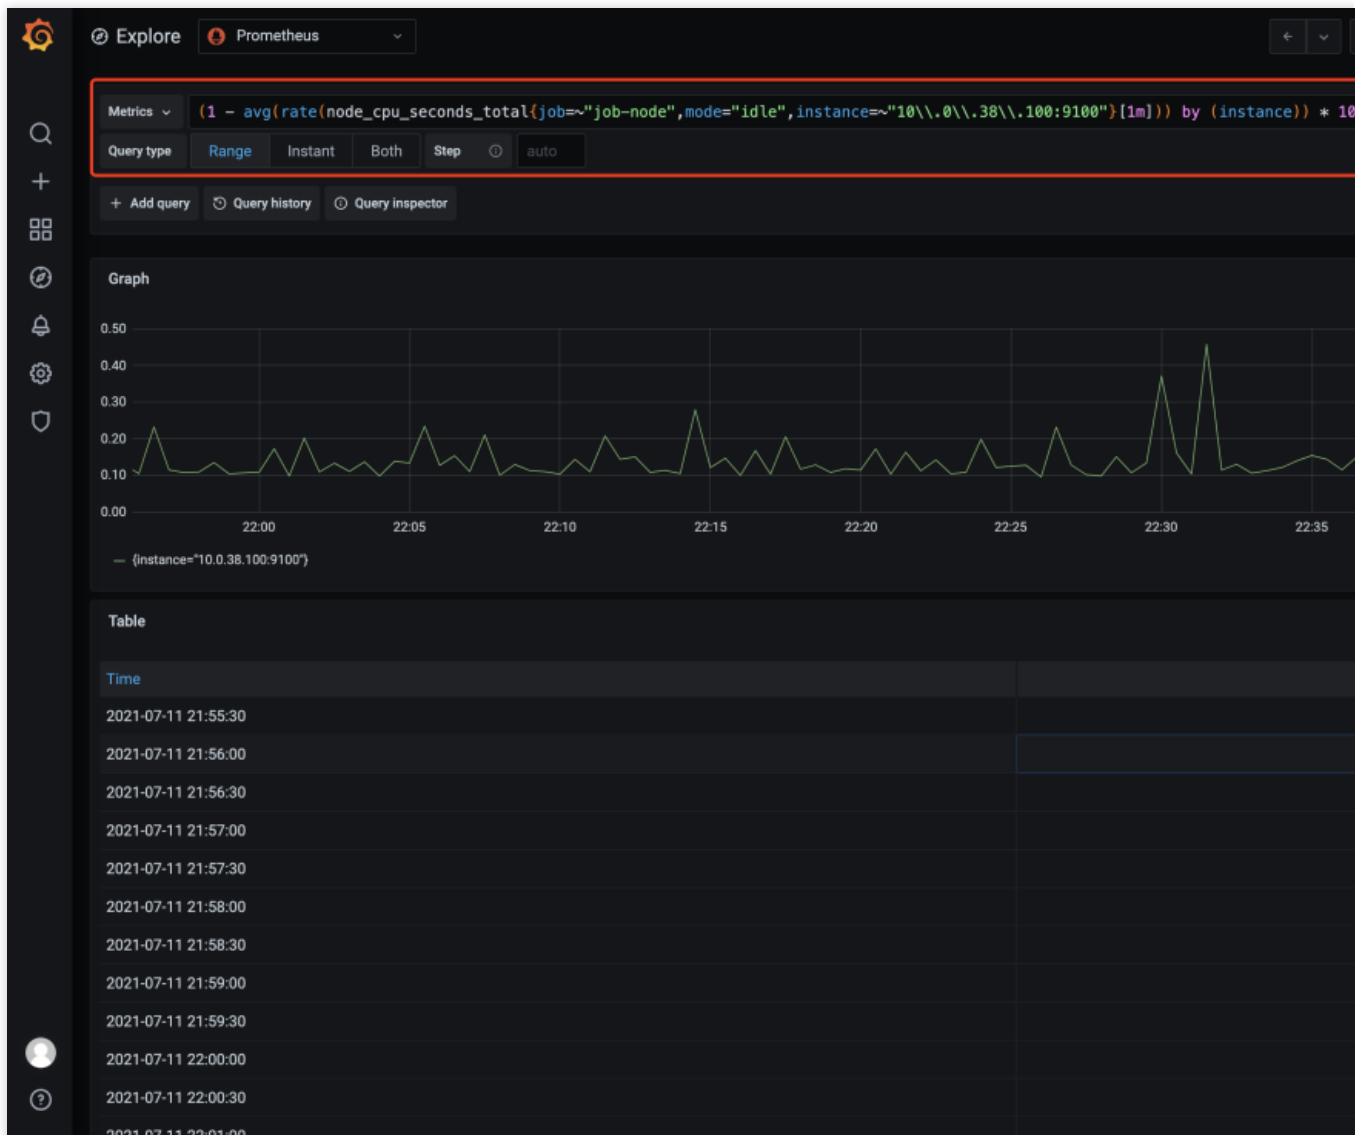 Explore Prometheus
Metrics (1 - avg(rate(node_cpu_seconds_total{job=~"job-node",mode="idle",instance=~"10\\.0\\.38\\.100:9100"}[1m])) by (instance)) * 10
Query type Range Instant Both Step auto
+ Add query Query history Query inspector
Graph
0.50
0.40
0.30
0.20
0.10
0.00
22:00 22:05 22:10 22:15 22:20 22:25 22:30 22:35
{instance="10.0.38.100:9100"}
Table
Time
2021-07-11 21:55:30
2021-07-11 21:56:00
2021-07-11 21:56:30
2021-07-11 21:57:00
2021-07-11 21:57:30
2021-07-11 21:58:00
2021-07-11 21:58:30
2021-07-11 21:59:00
2021-07-11 21:59:30
2021-07-11 22:00:00
2021-07-11 22:00:30
2021-07-11 22:01:00